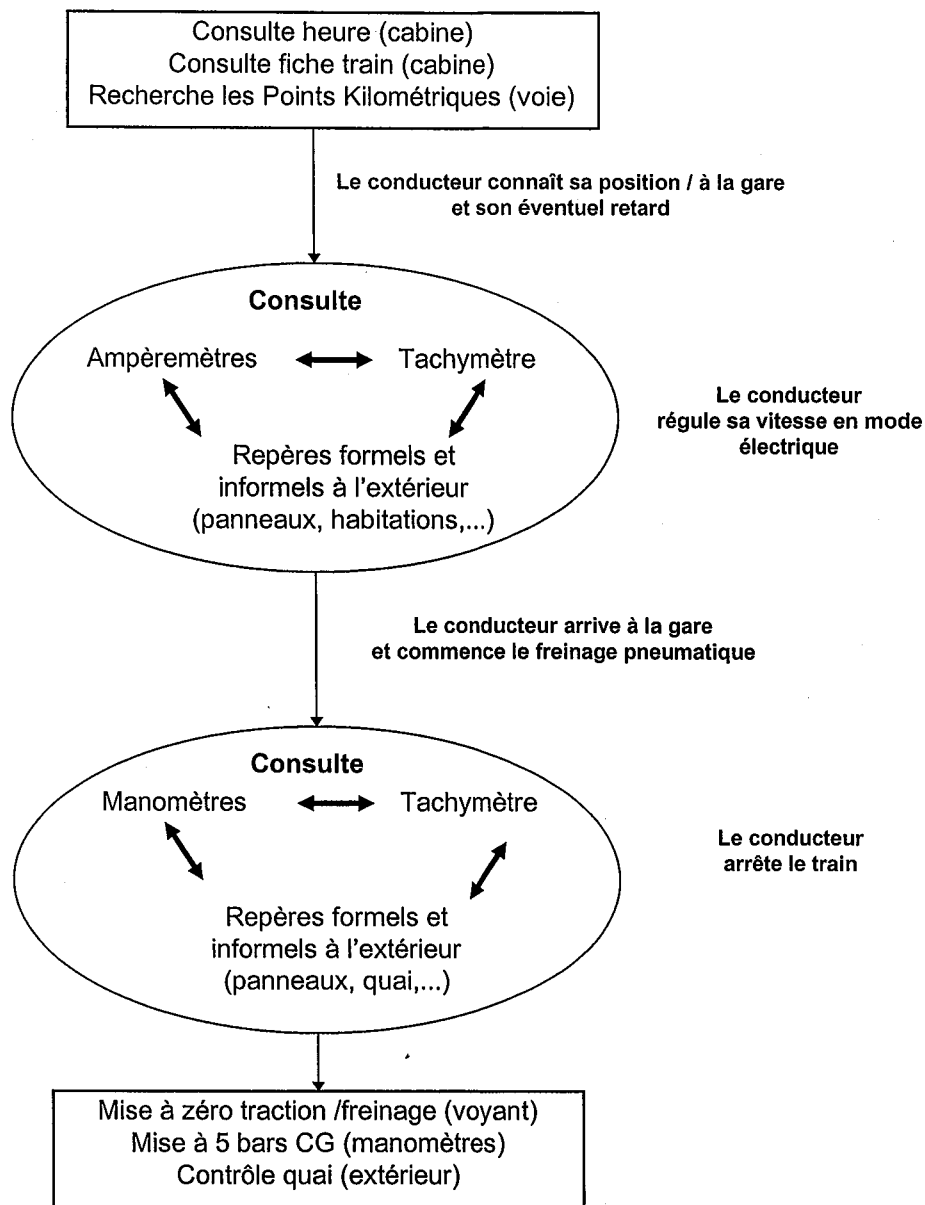 Consulte heure (cabine)
Consulte fiche train (cabine)
Recherche les Points Kilométriques (voie)
Le conducteur connaît sa position / à la gare
et son éventuel retard
Consulte
Ampèremètres
Tachymètre
Repères formels et
informels à l'extérieur
(panneaux, habitations,...)
Le conducteur
régule sa vitesse en mode
électrique
Le conducteur arrive à la gare
et commence le freinage pneumatique
Consulte
Manomètres
Tachymètre
Repères formels et
informels à l'extérieur
(panneaux, quai,...)
Le conducteur
arrête le train
Mise à zéro traction /freinage (voyant)
Mise à 5 bars CG (manomètres)
Contrôle quai (extérieur)